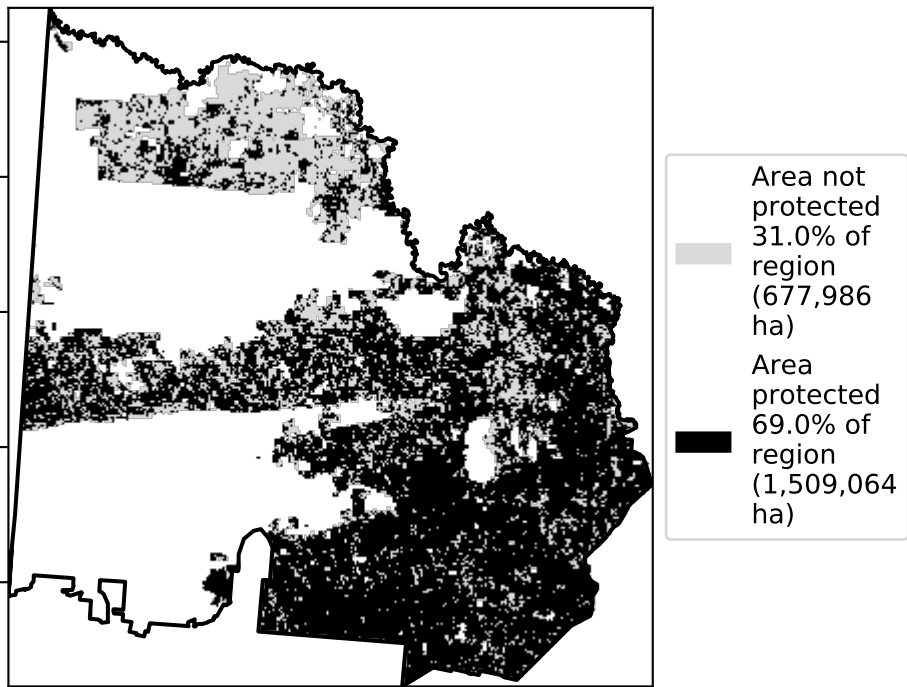 Area not
protected
31.0% of
region
(677,986
ha)
Area
protected
69.0% of
region
(1,509,064
ha)